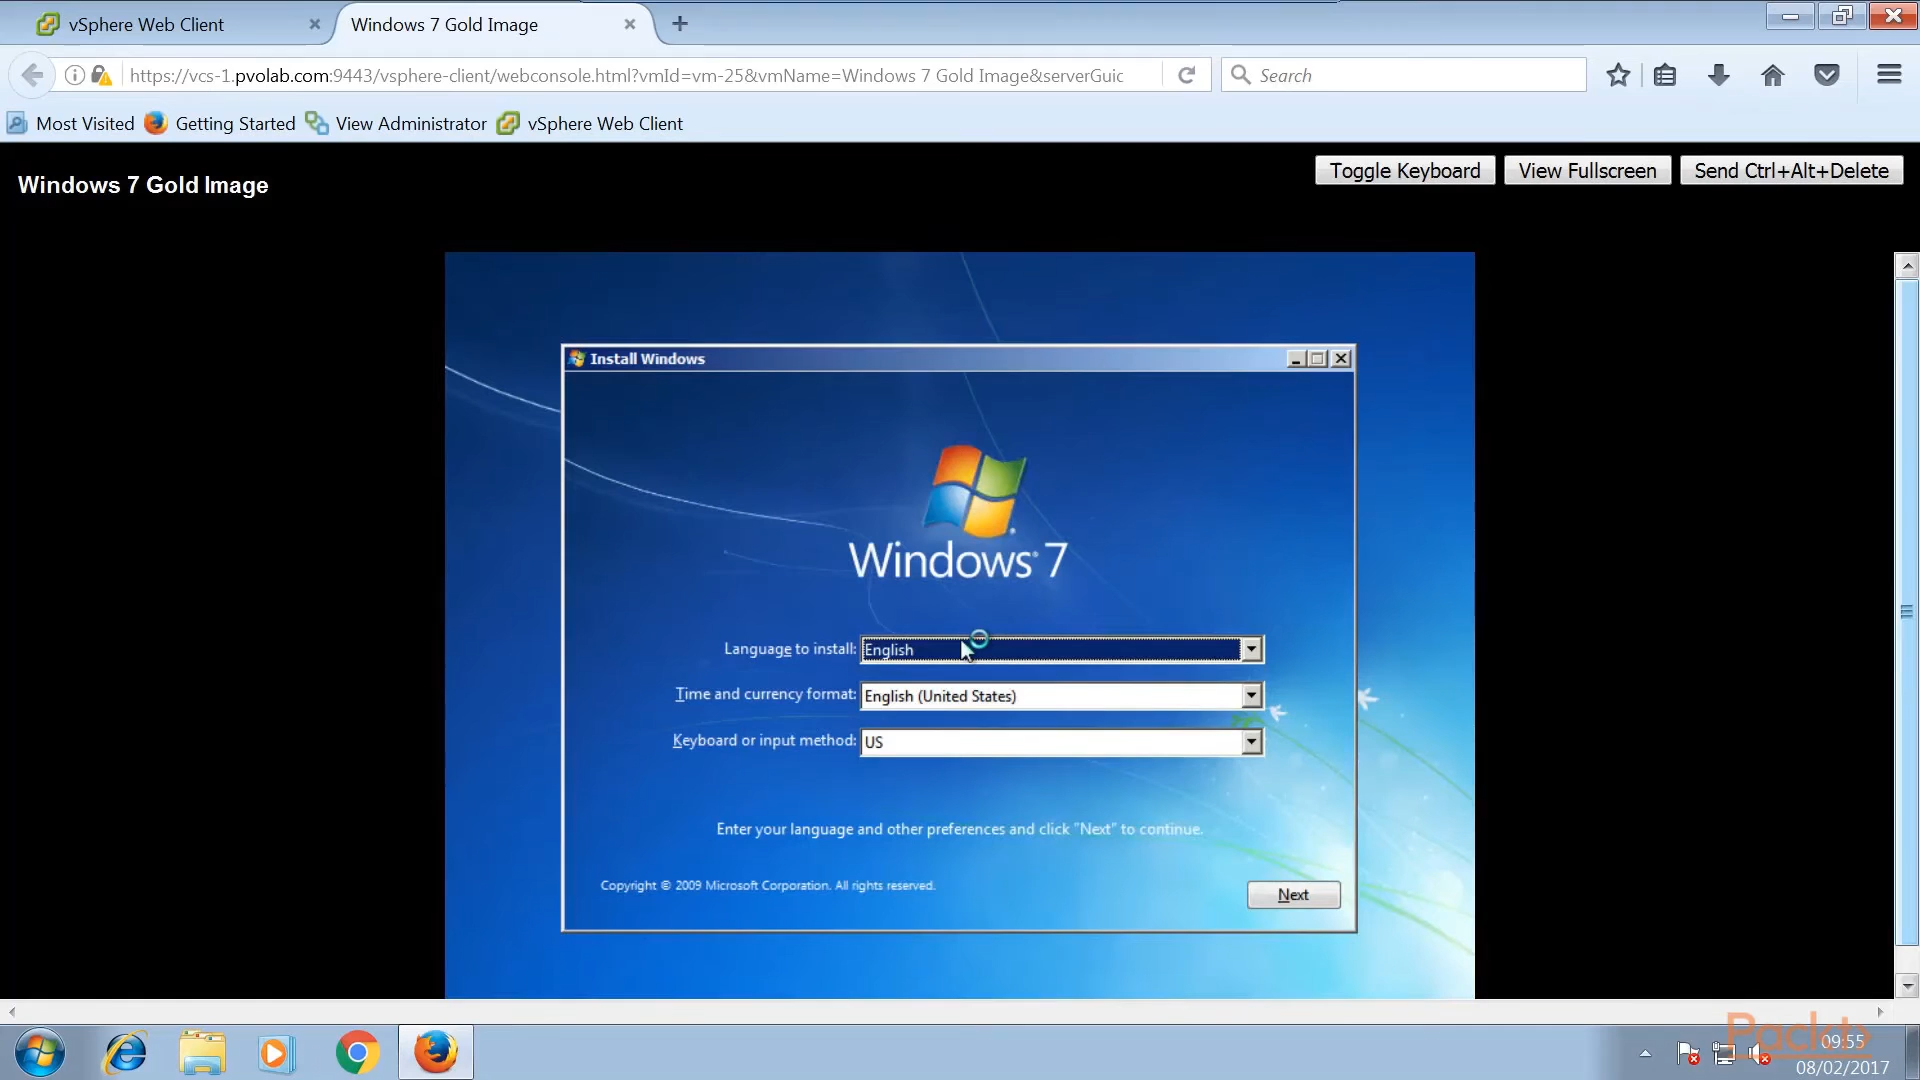 vSphere Web Client
Windows 7 Gold Image
https://vcs-1.pvolab.com:9443/vsphere-client/webconsole.html?vmId=vm-25&vmName=Windows 7 Gold Image&serverGuic
Search
Most Visited
Getting Started
View Administrator
vSphere Web Client
Windows 7 Gold Image
Toggle Keyboard
View Fullscreen
Send Ctrl+Alt+Delete
Install Windows
Windows® 7
Language to install: English
Time and currency format: English (United States)
Keyboard or input method: US
Enter your language and other preferences and click "Next" to continue.
Copyright © 2009 Microsoft Corporation. All rights reserved.
Next
Packt>
09:55
08/02/2017